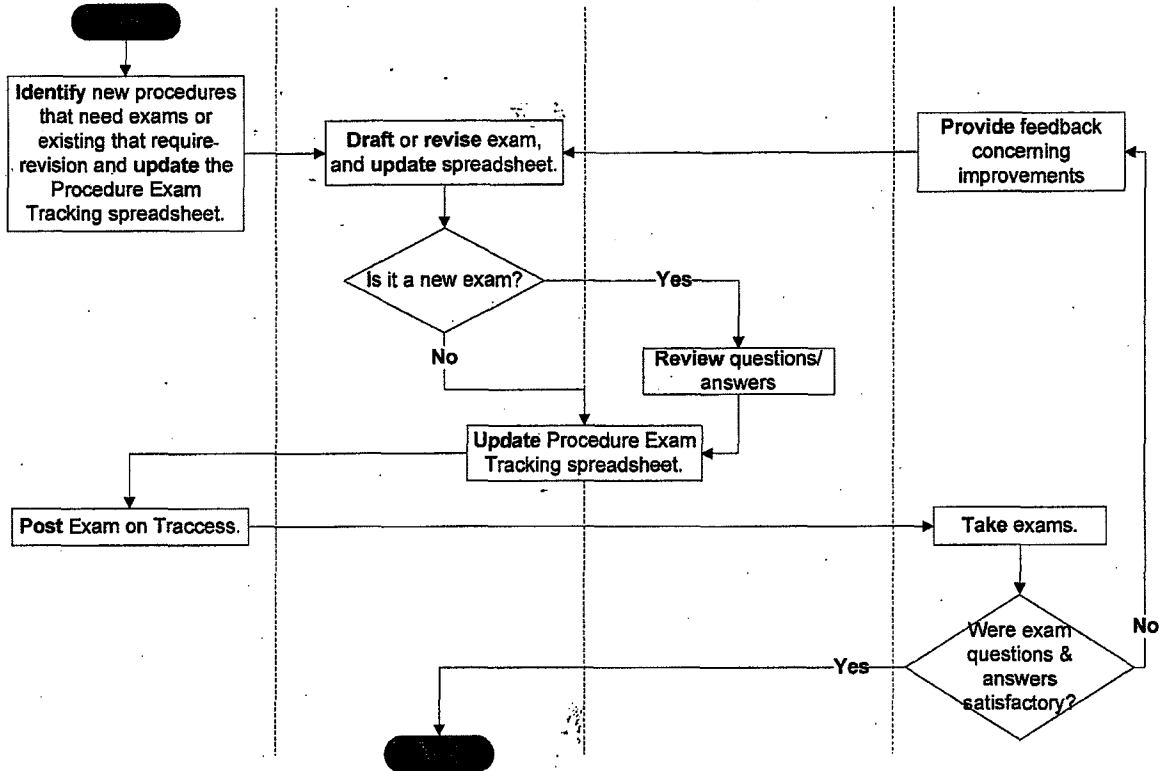 Identify new procedures
that need exams or
existing that require-
revision and update the
Procedure Exam
Tracking spreadsheet.
Draft or revise exam,
and update spreadsheet.
Provide feedback
concerning
improvements
Is it a new exam?
Yes
No
Review questions/
answers
Update Procedure Exam
Tracking spreadsheet.
Post Exam on Traccess.
Take exams.
Were exam
questions &
answers
satisfactory?
No
Yes